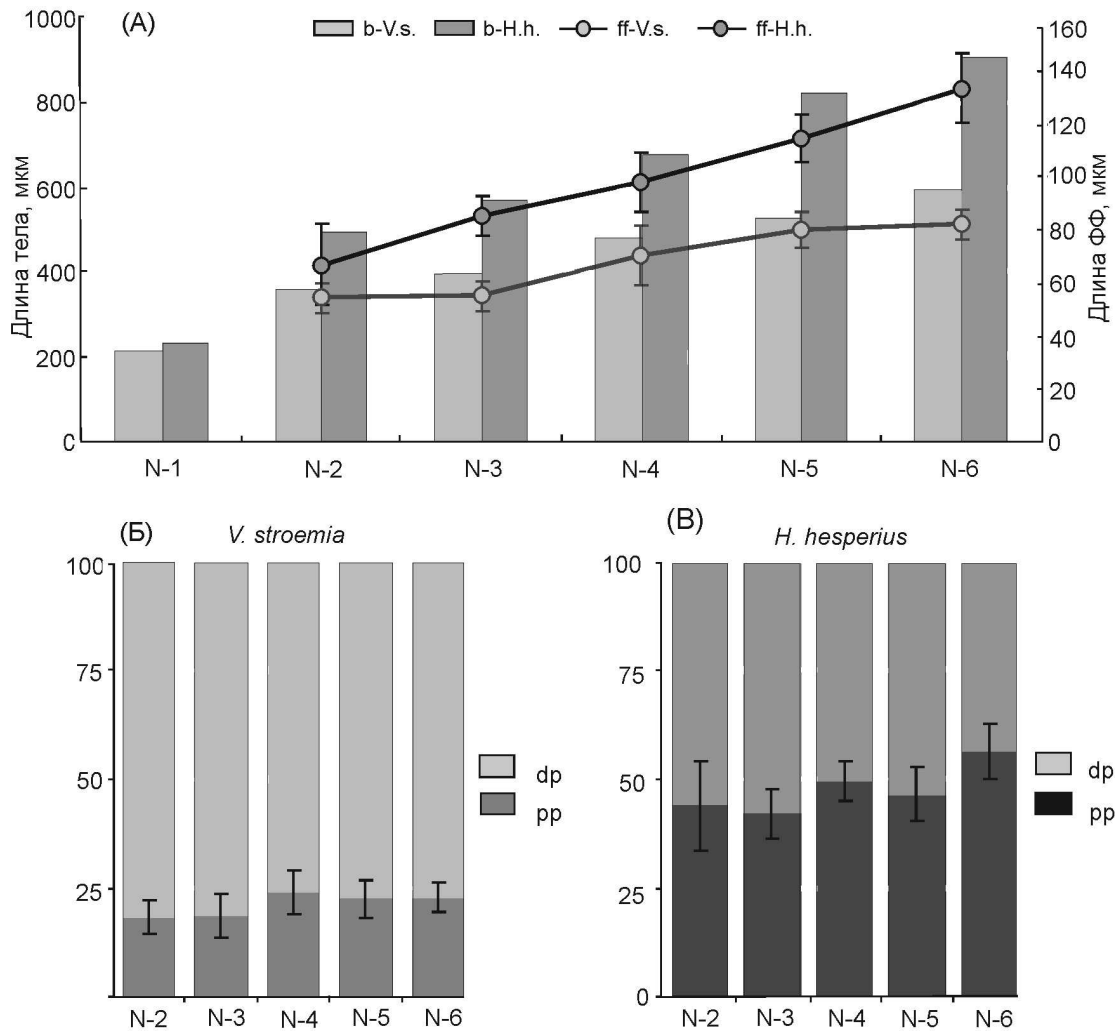 (А)
b-V.s. b-H.h. ff-V.s. ff-H.h.
Длина тела, мкм
1000
800
600
400
200
C
Длина ФФ, мкм
160
140
120
100
80
60
40
20
0
N-1 N-2 N-3 N-4 N-5 N-6
(Б)
V. stroemia
100
75
50
25
dp
pp
N-2 N-3 N-4 N-5 N-6
(В)
H. hesperius
100
75
50
25
0
dp
pp
N-2 N-3 N-4 N-5 N-6